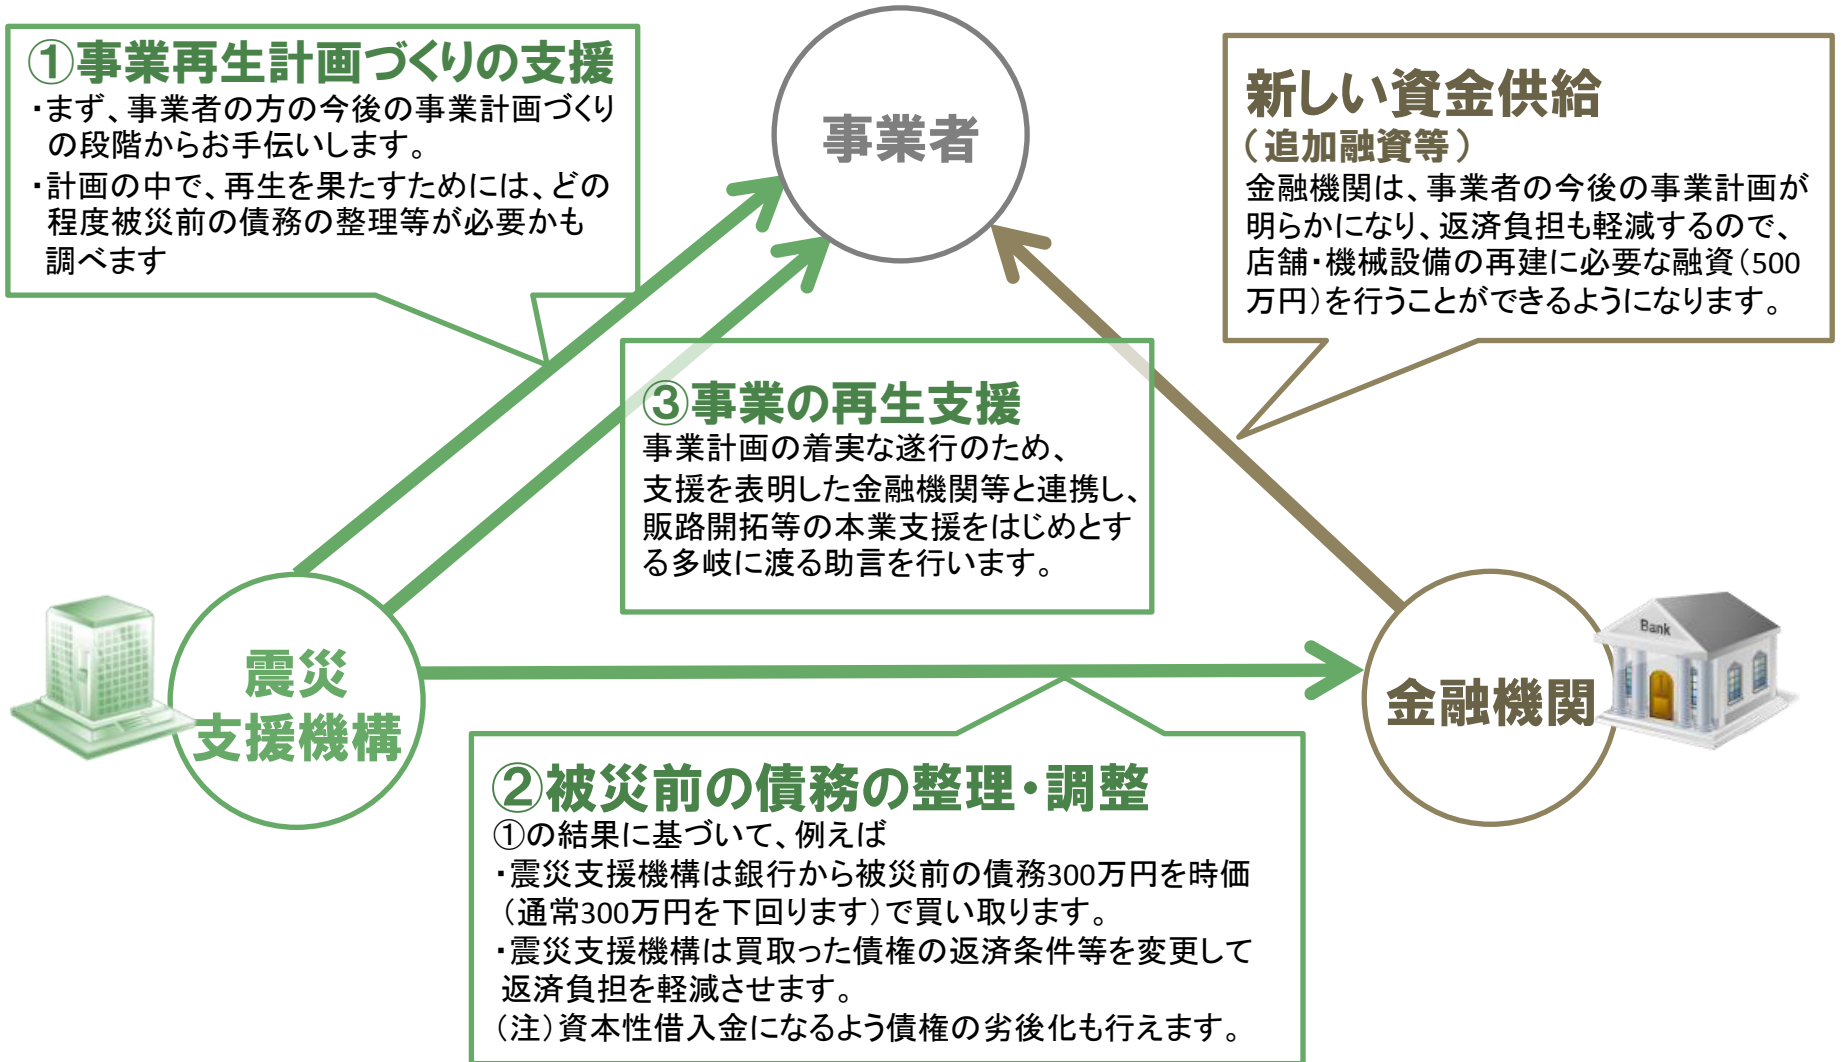 ①事業再生計画づくりの支援
・まず、事業者の方の今後の事業計画づくり
の段階からお手伝いします。
・計画の中で、再生を果たすためには、どの
程度被災前の債務の整理等が必要かも
調べます
事業者
新しい資金供給
（追加融資等）
金融機関は、事業者の今後の事業計画が
明らかになり、返済負担も軽減するので、
店舗・機械設備の再建に必要な融資（500
万円）を行うことができるようになります。
③事業の再生支援
事業計画の着実な遂行のため、
支援を表明した金融機関等と連携し、
販路開拓等の本業支援をはじめとす
る多岐に渡る助言を行います。
震災
支援機構
金融機関
Bank
②被災前の債務の整理・調整
①の結果に基づいて、例えば
・震災支援機構は銀行から被災前の債務300万円を時価
（通常300万円を下回ります）で買い取ります。
・震災支援機構は買取った債権の返済条件等を変更して
返済負担を軽減させます。
（注）資本性借入金になるよう債権の劣後化も行えます。